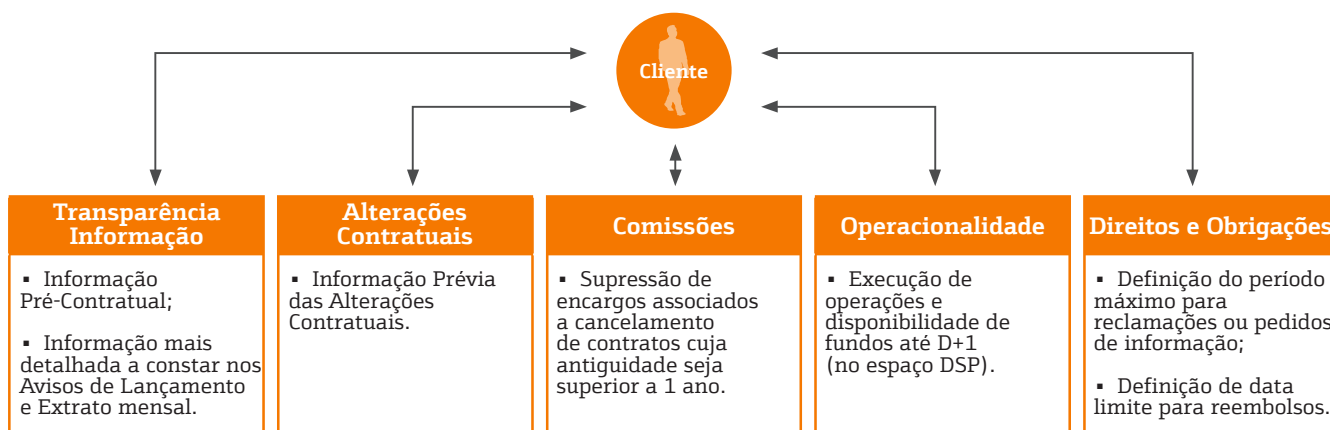 Cliente
Transparência
Informação
▪ Informação
Pré-Contratual;
▪ Informação mais
detalhada a constar nos
Avisos de Lançamento
e Extrato mensal.
Alterações
Contratuais
▪ Informação Prévia
das Alterações
Contratuais.
Comissões
▪ Supressão de
encargos associados
a cancelamento
de contratos cuja
antiguidade seja
superior a 1 ano.
Operacionalidade
▪ Execução de
operações e
disponibilidade de
fundos até D+1
(no espaço DSP).
Direitos e Obrigações
▪ Definição do período
máximo para
reclamações ou pedidos
de informação;
▪ Definição de data
limite para reembolsos.